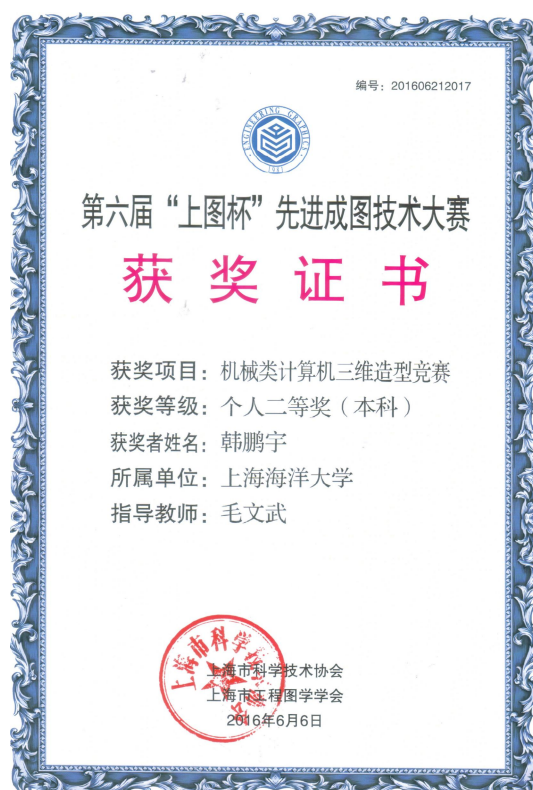 编号：201606212017
ENGINEERING GRAPHICS
第六届“上图杯”先进成图技术大赛
获奖证书
获奖项目：机械类计算机三维造型竞赛
获奖等级：个人二等奖（本科）
获奖者姓名：韩鹏宇
所属单位：上海海洋大学
指导教师：毛文武
上海市科学技术协会
上海市工程图学学会
2016年6月6日